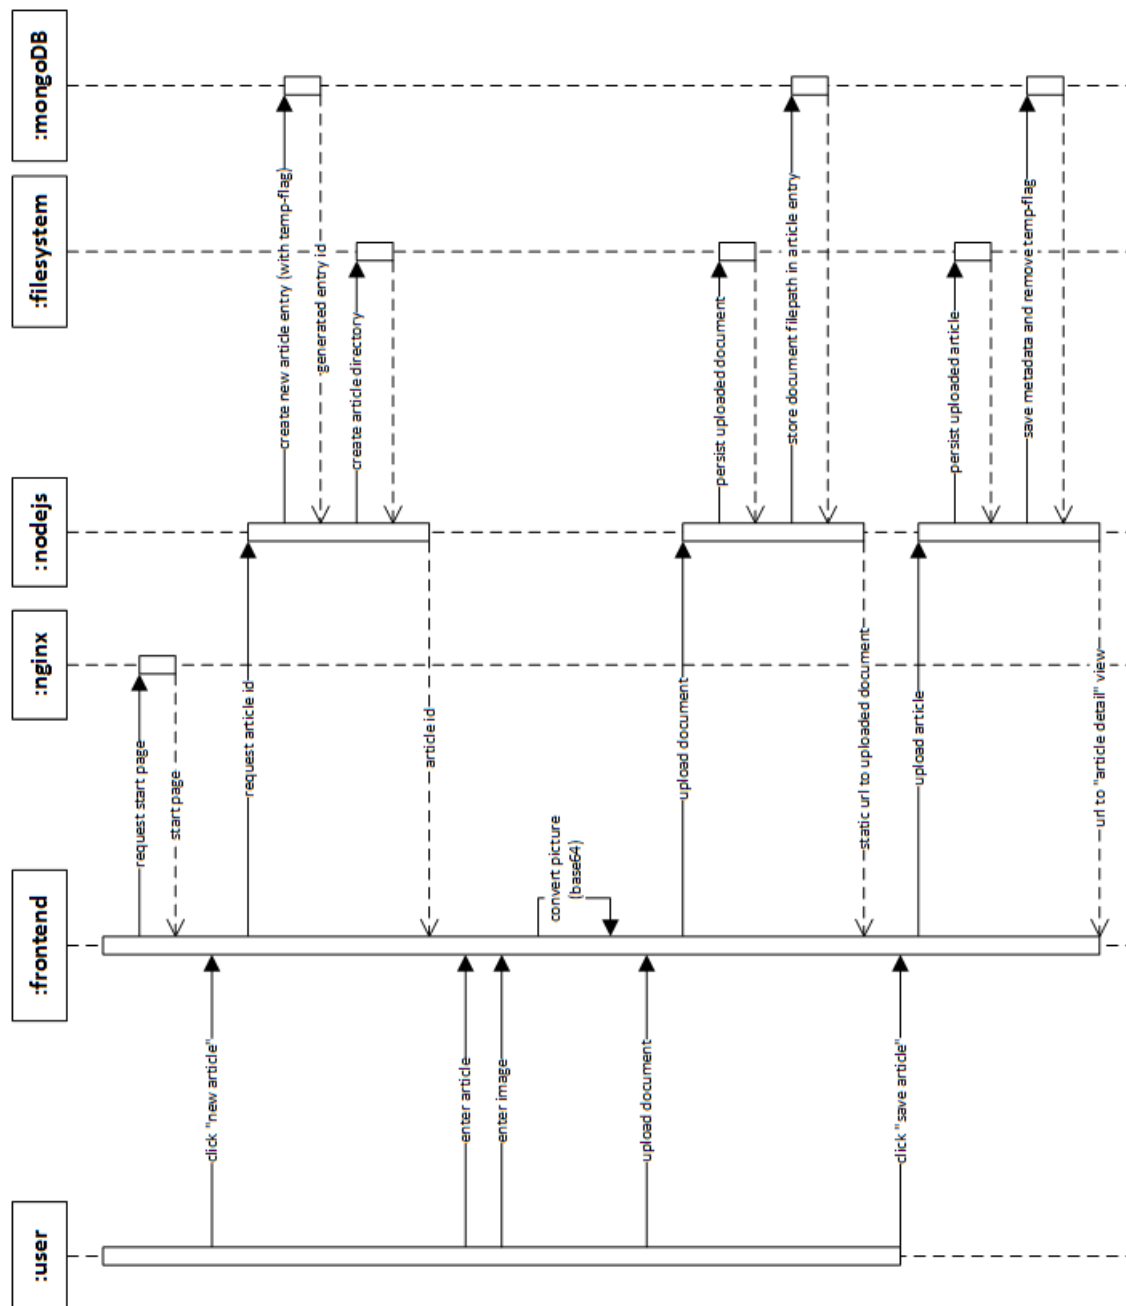 :user
:frontend
:nginx
:nodejs
:filesystem
:mongoDB
request start page
start page
click "new article"
request article id
create new article entry (with temp-flag)
generated entry id
create article directory
article id
enter article
enter image
convert picture
(base64)
upload document
upload document
persist uploaded document
store document filepath in article entry
static url to uploaded document
click "save article"
upload article
persist uploaded article
save metadata and remove temp-flag
url to "article detail" view